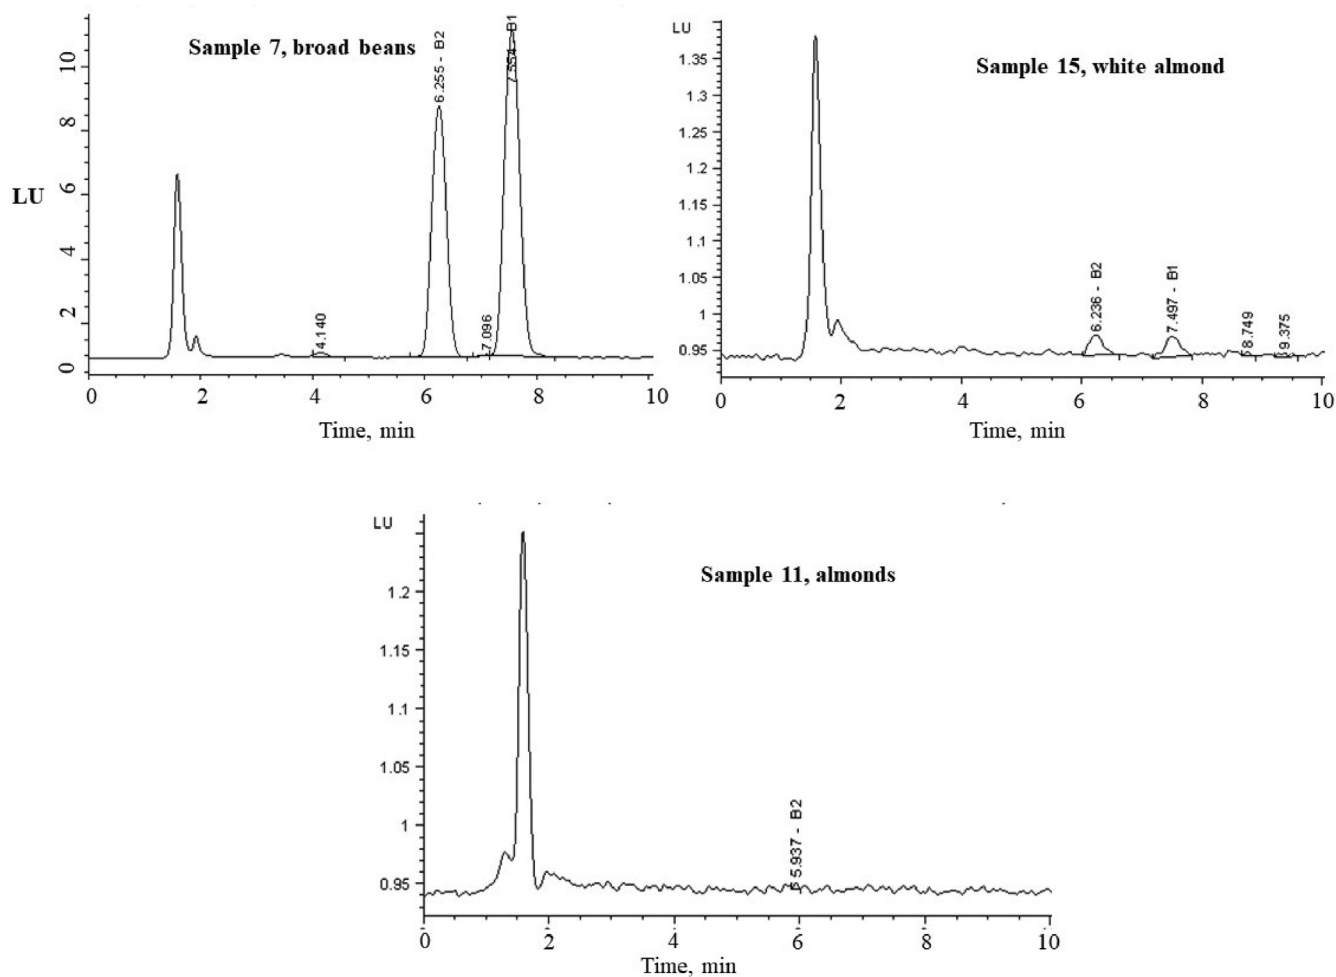 Sample 7, broad beans
LU
0
2
4
6
8
10
4.140
6.255 - B2
7.096
7.554 B1
0 2 4 6 8 10
Time, min
LU
Sample 15, white almond
1.35
1.3
1.25
1.2
1.15
1.1
1.05
1
0.95
6.236 - B2
7.497 - B1
8.749
9.375
0 2 4 6 8 10
Time, min
LU
Sample 11, almonds
1.2
1.15
1.1
1.05
1
0.95
5.937 - B2
0 2 4 6 8 10
Time, min